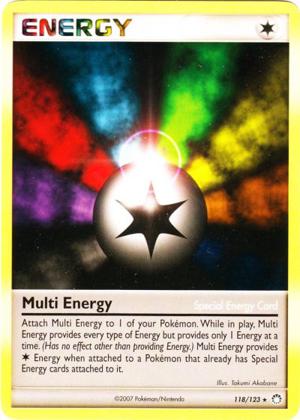 ENERGY
Multi Energy
Special Energy Card
Attach Multi Energy to 1 of your Pokémon. While in play, Multi
Energy provides every type of Energy but provides only 1 Energy at a
time. (Has no effect other than providing Energy.) Multi Energy provides
Energy when attached to a Pokémon that already has Special
Energy cards attached to it.
Illus. Takumi Akabane
©2007 Pokémon/Nintendo
118/123 ★